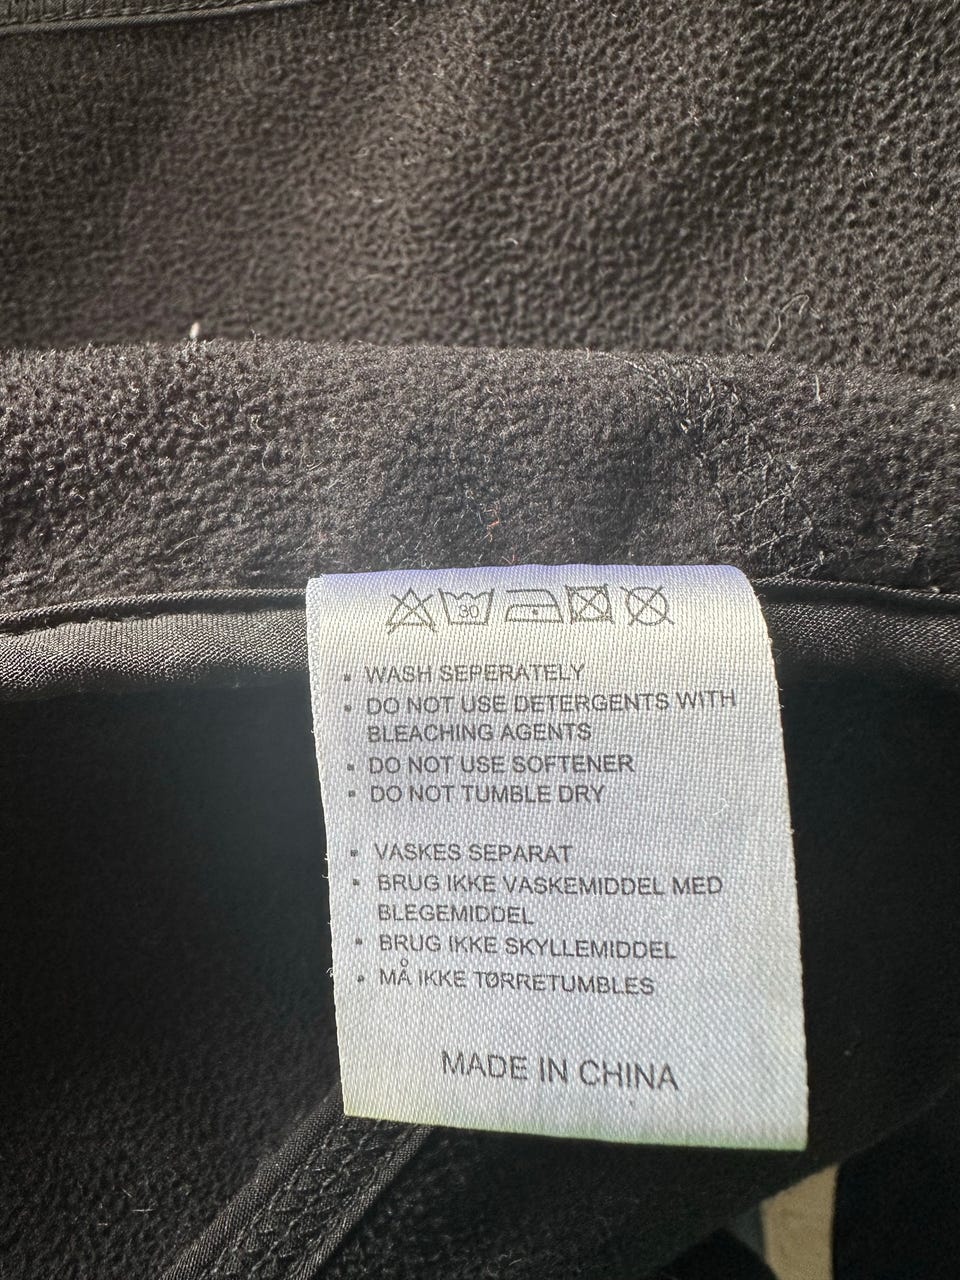 30
▪ WASH SEPERATELY
▪ DO NOT USE DETERGENTS WITH
BLEACHING AGENTS
▪ DO NOT USE SOFTENER
▪ DO NOT TUMBLE DRY
▪ VASKES SEPARAT
▪ BRUG IKKE VASKEMIDDEL MED
BLEGEMIDDEL
▪ BRUG IKKE SKYLLEMIDDEL
▪ MÅ IKKE TØRRETUMBLES
MADE IN CHINA